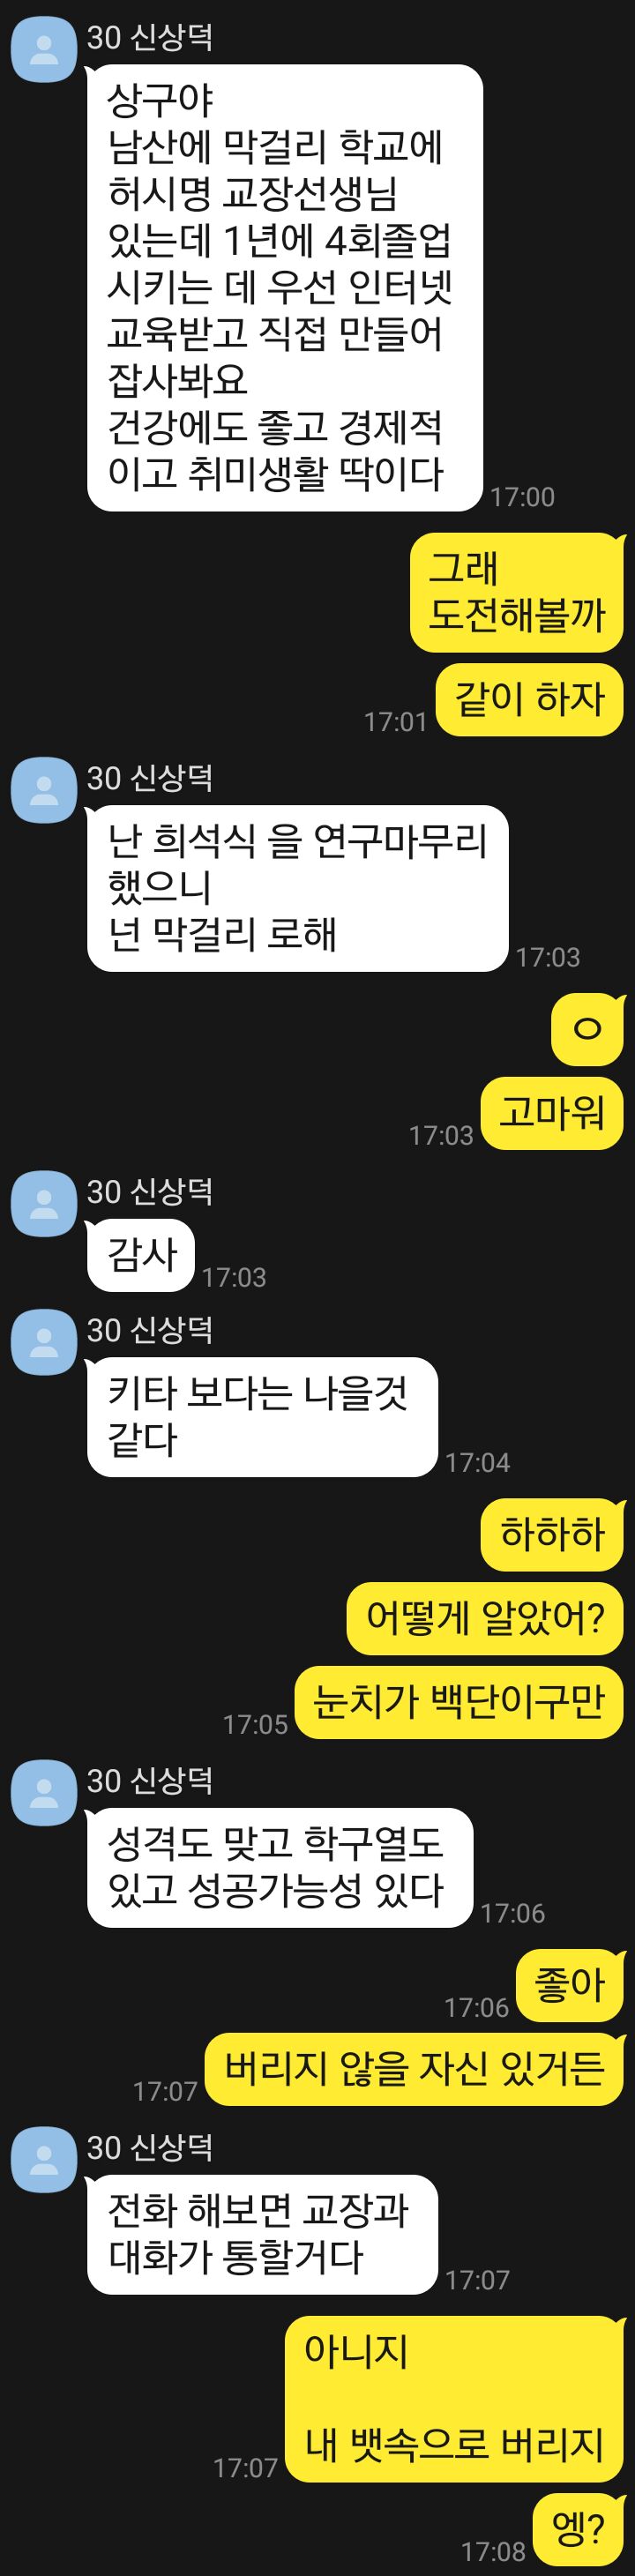 30 신상덕
상구야
남산에 막걸리 학교에
허시명 교장선생님
있는데 1년에 4회졸업
시키는 데 우선 인터넷
교육받고 직접 만들어
잡사봐요
건강에도 좋고 경제적
이고 취미생활 딱이다
17:00
그래
도전해볼까
같이 하자
17:01
30 신상덕
난 희석식 을 연구마무리
했으니
넌 막걸리 로해
17:03
ㅇ
고마워
17:03
30 신상덕
감사
17:03
30 신상덕
키타 보다는 나을것
같다
17:04
하하하
어떻게 알았어?
눈치가 백단이구만
17:05
30 신상덕
성격도 맞고 학구열도
있고 성공가능성 있다
17:06
좋아
17:06
버리지 않을 자신 있거든
17:07
30 신상덕
전화 해보면 교장과
대화가 통할거다
17:07
아니지
내 뱃속으로 버리지
17:07
엥?
17:08